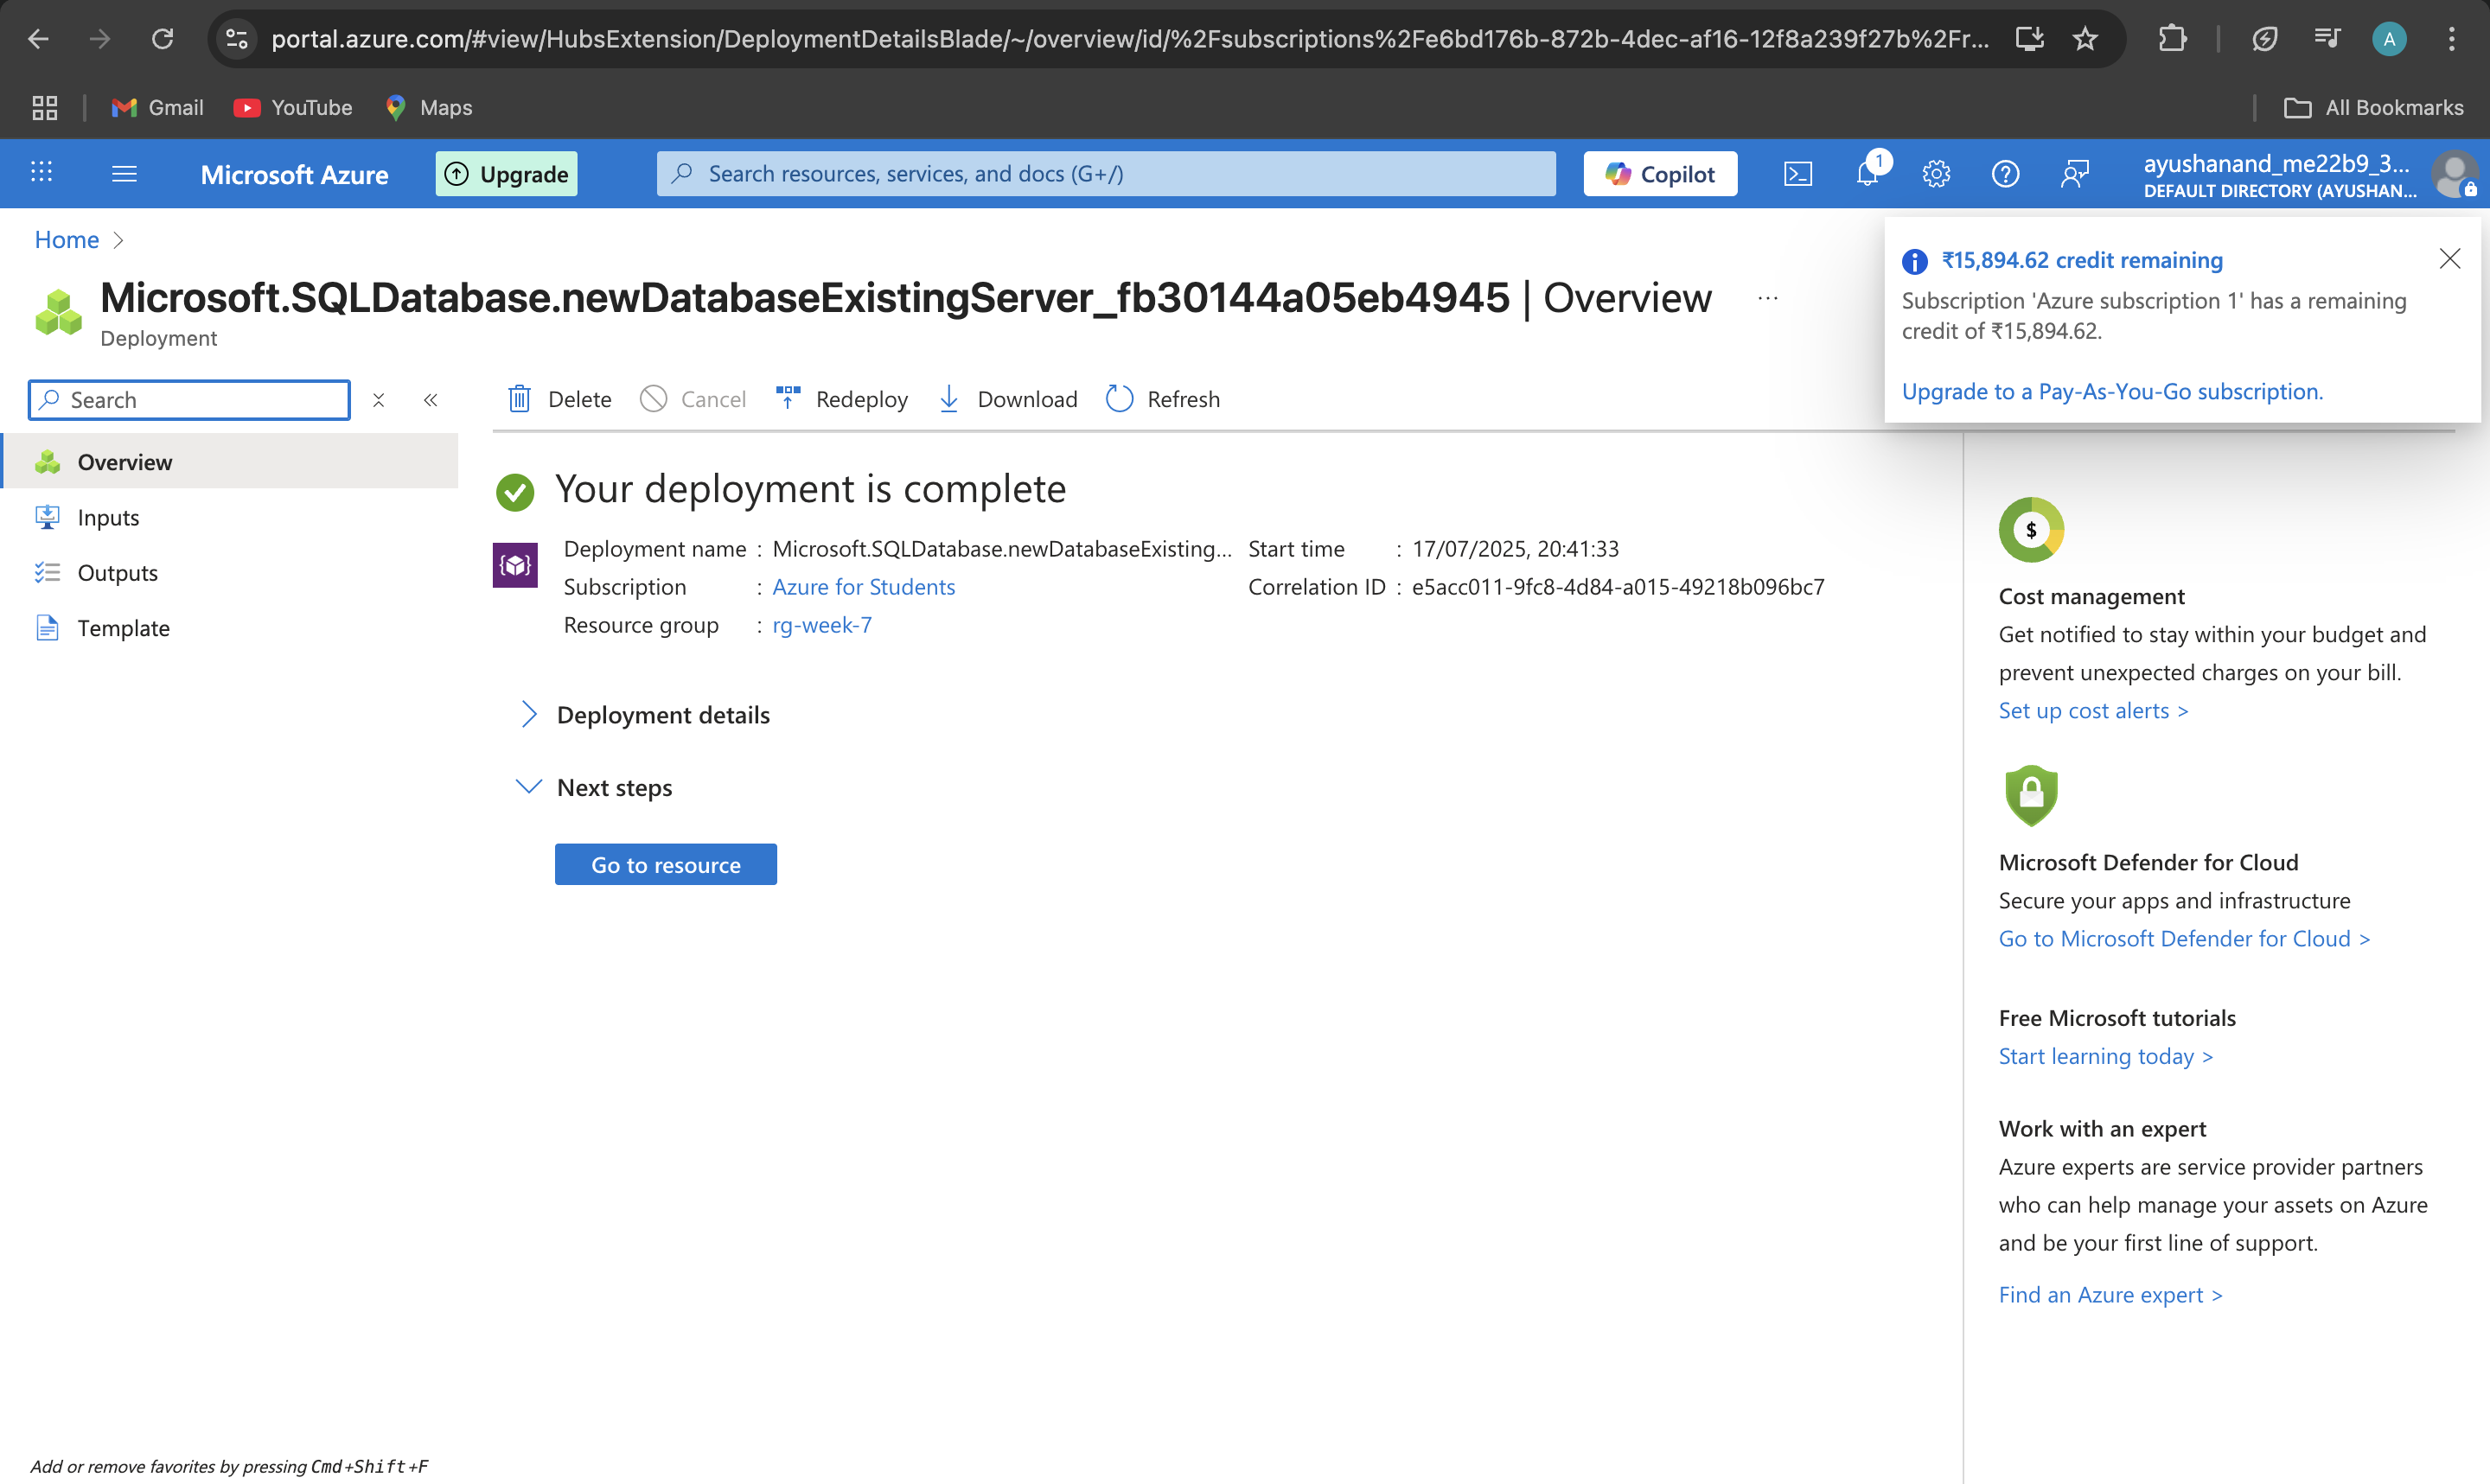 portal.azure.com/#view/HubsExtension/DeploymentDetailsBlade/~/overview/id/%2Fsubscriptions%2Fe6bd176b-872b-4dec-af16-12f8a239f27b%2Fr...
A
Gmail
YouTube
Maps
All Bookmarks
Microsoft Azure
Upgrade
Search resources, services, and docs (G+/)
Copilot
1
ayushanand_me22b9_3...
DEFAULT DIRECTORY (AYUSHAN...
Home
₹15,894.62 credit remaining
Subscription 'Azure subscription 1' has a remaining
credit of ₹15,894.62.
Upgrade to a Pay-As-You-Go subscription.
Microsoft.SQLDatabase.newDatabaseExistingServer_fb30144a05eb4945 | Overview ...
Deployment
Search
Delete
Cancel
Redeploy
Download
Refresh
Overview
Inputs
Outputs
Template
Your deployment is complete
Deployment name : Microsoft.SQLDatabase.newDatabaseExisting...
Subscription : Azure for Students
Resource group : rg-week-7
Start time : 17/07/2025, 20:41:33
Correlation ID : e5acc011-9fc8-4d84-a015-49218b096bc7
Deployment details
Next steps
Go to resource
$
Cost management
Get notified to stay within your budget and
prevent unexpected charges on your bill.
Set up cost alerts >
Microsoft Defender for Cloud
Secure your apps and infrastructure
Go to Microsoft Defender for Cloud >
Free Microsoft tutorials
Start learning today >
Work with an expert
Azure experts are service provider partners
who can help manage your assets on Azure
and be your first line of support.
Find an Azure expert >
Add or remove favorites by pressing Cmd+Shift+F